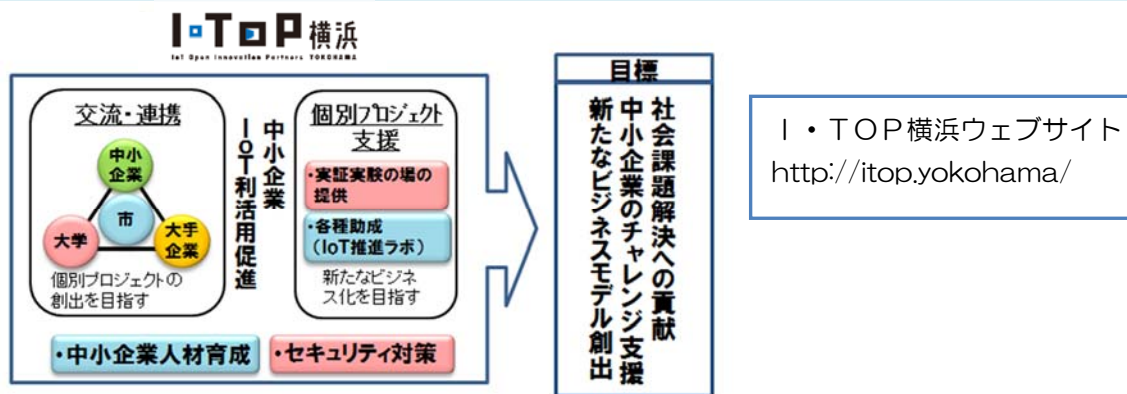 I・TOP横浜
IoT Open Innovation Partners YOKOHAMA
交流・連携
中小
企業
市
大学
大手
企業
個別プロジェクトの
創出を目指す
中小企業
IoT利活用促進
個別プロジェクト
支援
・実証実験の場の
提供
・各種助成
（IoT推進ラボ）
新たなビジネ
ス化を目指す
・中小企業人材育成
・セキュリティ対策
目標
社会課題解決への貢献
中小企業のチャレンジ支援
新たなビジネスモデル創出
I・TOP横浜ウェブサイト
http://itop.yokohama/